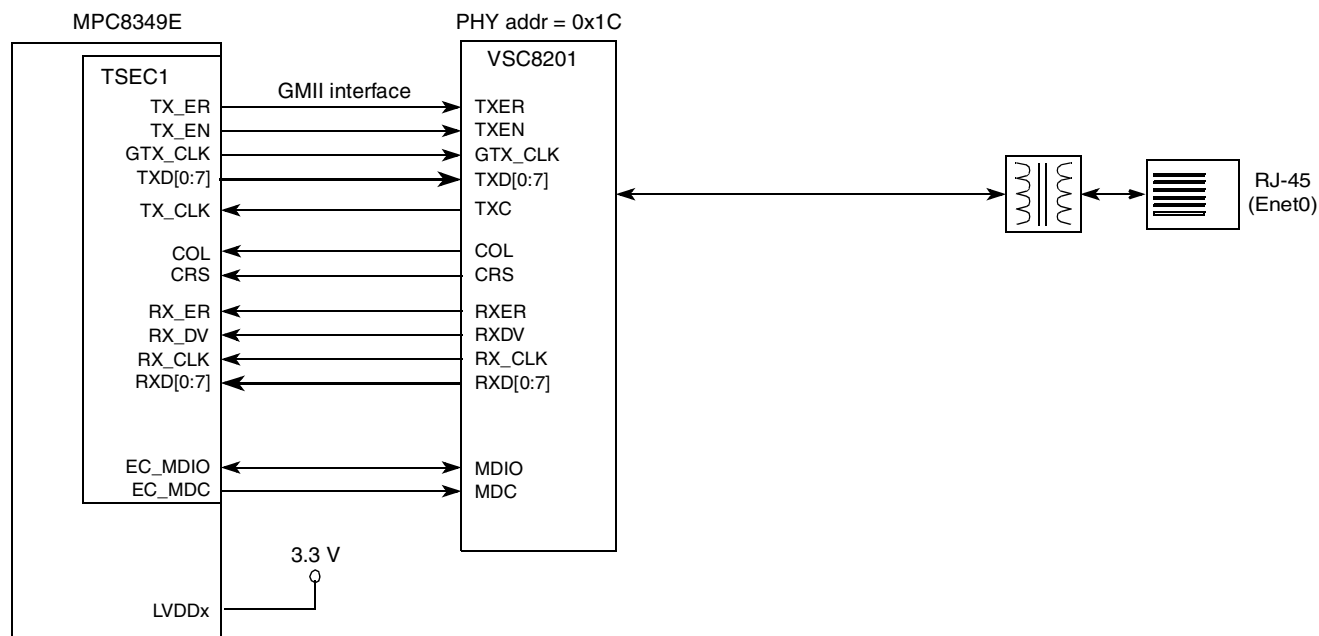 MPC8349E
PHY addr = 0x1C
TSEC1
VSC8201
GMII interface
TX_ER
TXER
TX_EN
TXEN
GTX_CLK
GTX_CLK
TXD[0:7]
TXD[0:7]
TX_CLK
TXC
RJ-45
(Enet0)
COL
COL
CRS
CRS
RX_ER
RXER
RX_DV
RXDV
RX_CLK
RX_CLK
RXD[0:7]
RXD[0:7]
EC_MDIO
MDIO
EC_MDC
MDC
3.3 V
LVDDx